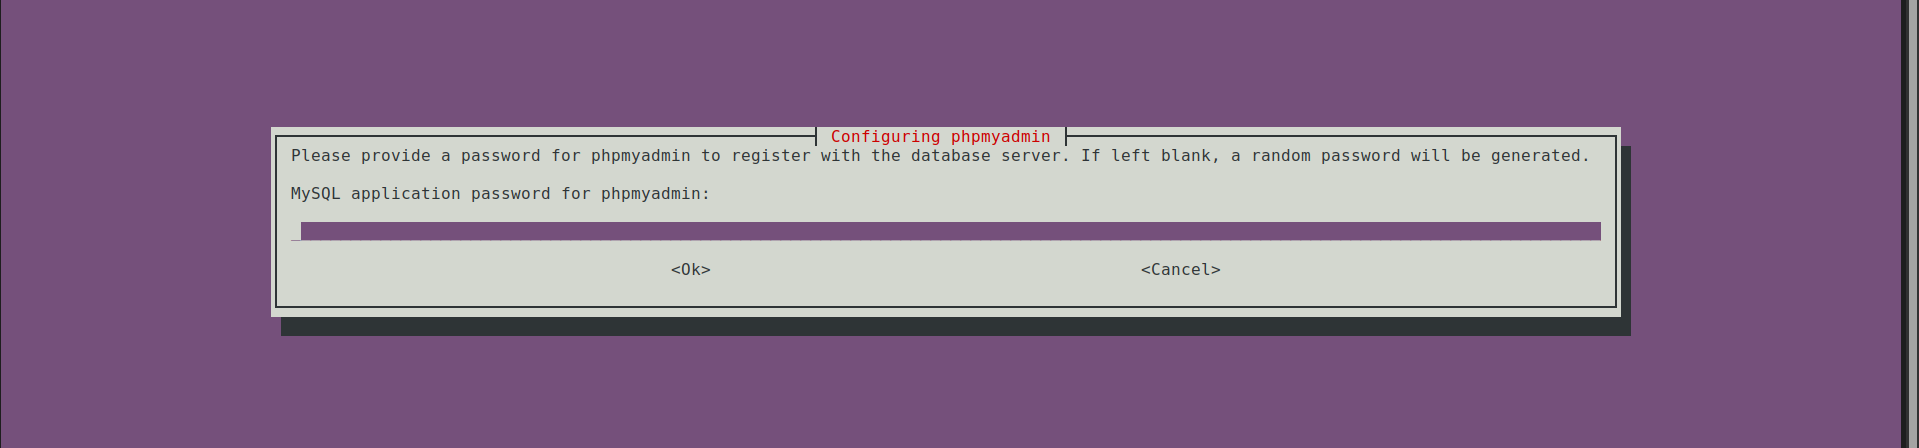 Configuring phpmyadmin
Please provide a password for phpmyadmin to register with the database server. If left blank, a random password will be generated.
MySQL application password for phpmyadmin:
<Ok> <Cancel>